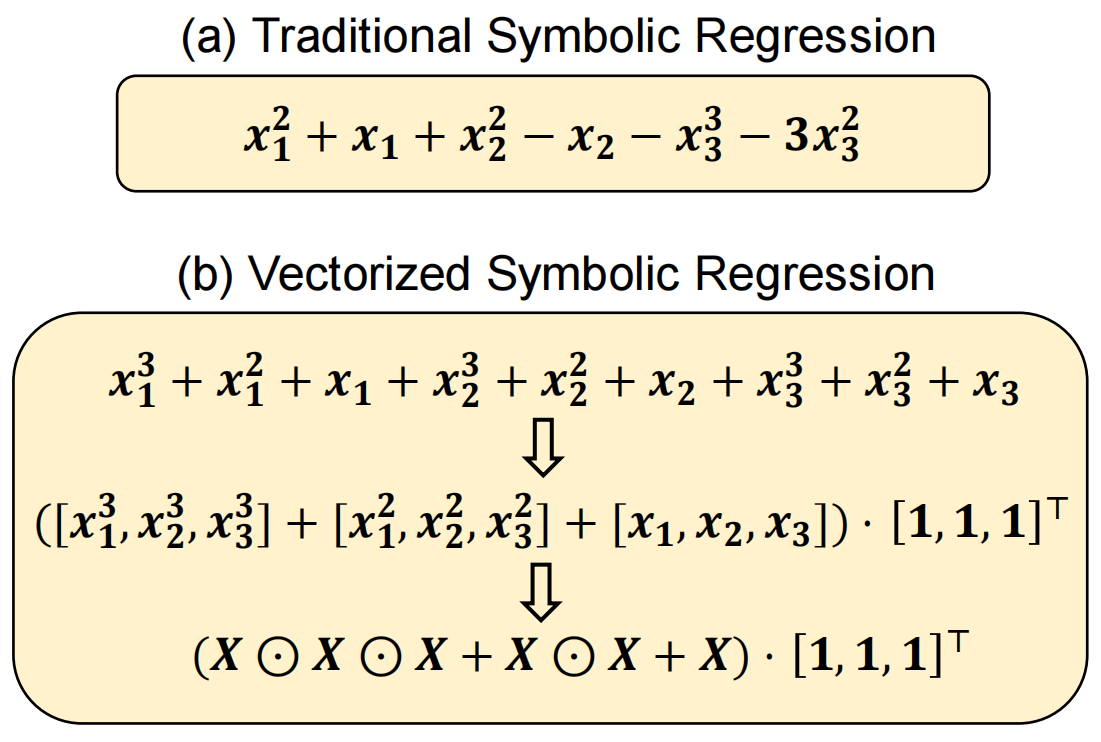 (a) Traditional Symbolic Regression
x₁² + x₁ + x₂² − x₂ − x₃³ − 3x₃²
(b) Vectorized Symbolic Regression
x₁³ + x₁² + x₁ + x₂³ + x₂² + x₂ + x₃³ + x₃² + x₃
([x₁³, x₂³, x₃³] + [x₁², x₂², x₃²] + [x₁, x₂, x₃]) · [1, 1, 1]⊤
(X ⊙ X ⊙ X + X ⊙ X + X) · [1, 1, 1]⊤